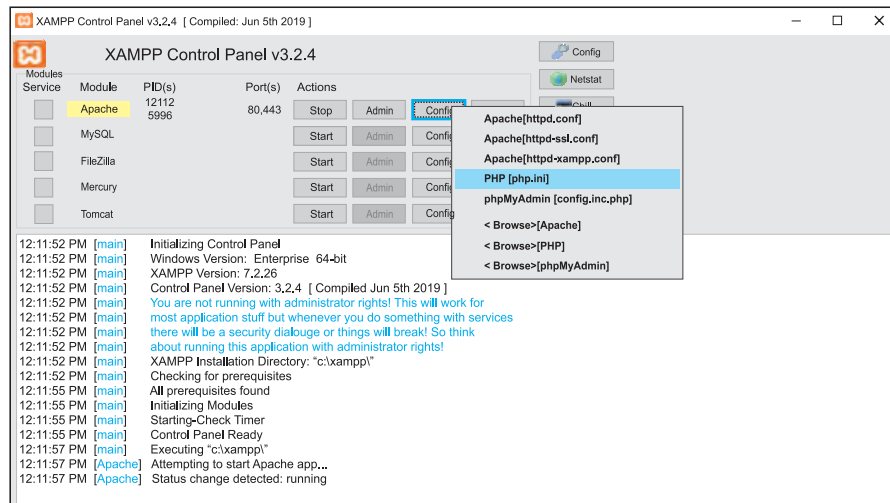 XAMPP Control Panel v3.2.4 [ Compiled: Jun 5th 2019 ]
XAMPP Control Panel v3.2.4
Config
Netstat
Modules
Service Module PID(s) Port(s) Actions
Apache 12112 5996 80,443 Stop Admin Config
MySQL Start Admin Config
FileZilla Start Admin Config
Mercury Start Admin Config
Tomcat Start Admin Config
Apache[httpd.conf]
Apache[httpd-ssl.conf]
Apache[httpd-xampp.conf]
PHP [php.ini]
phpMyAdmin [config.inc.php]
< Browse>[Apache]
< Browse>[PHP]
< Browse>[phpMyAdmin]
12:11:52 PM [main] Initializing Control Panel
12:11:52 PM [main] Windows Version: Enterprise 64-bit
12:11:52 PM [main] XAMPP Version: 7.2.26
12:11:52 PM [main] Control Panel Version: 3.2.4 [ Compiled Jun 5th 2019 ]
12:11:52 PM [main] You are not running with administrator rights! This will work for
12:11:52 PM [main] most application stuff but whenever you do something with services
12:11:52 PM [main] there will be a security dialouge or things will break! So think
12:11:52 PM [main] about running this application with administrator rights!
12:11:52 PM [main] XAMPP Installation Directory: “c:\xampp\”
12:11:52 PM [main] Checking for prerequisites
12:11:55 PM [main] All prerequisites found
12:11:55 PM [main] Initializing Modules
12:11:55 PM [main] Starting-Check Timer
12:11:55 PM [main] Control Panel Ready
12:11:57 PM [main] Executing “c:\xampp\”
12:11:57 PM [Apache] Attempting to start Apache app...
12:11:57 PM [Apache] Status change detected: running